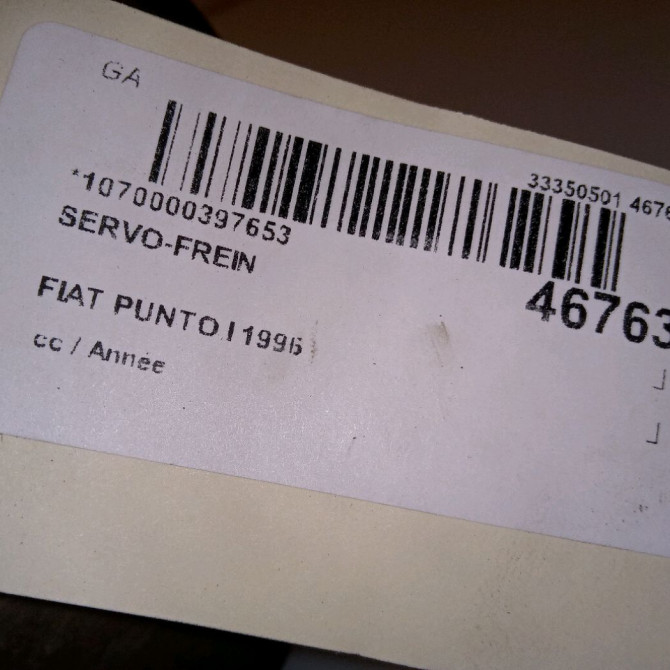 GA
33350501 4676
*1070000397653
SERVO-FREIN
46763
FIAT PUNTO I 1996
cc / Année